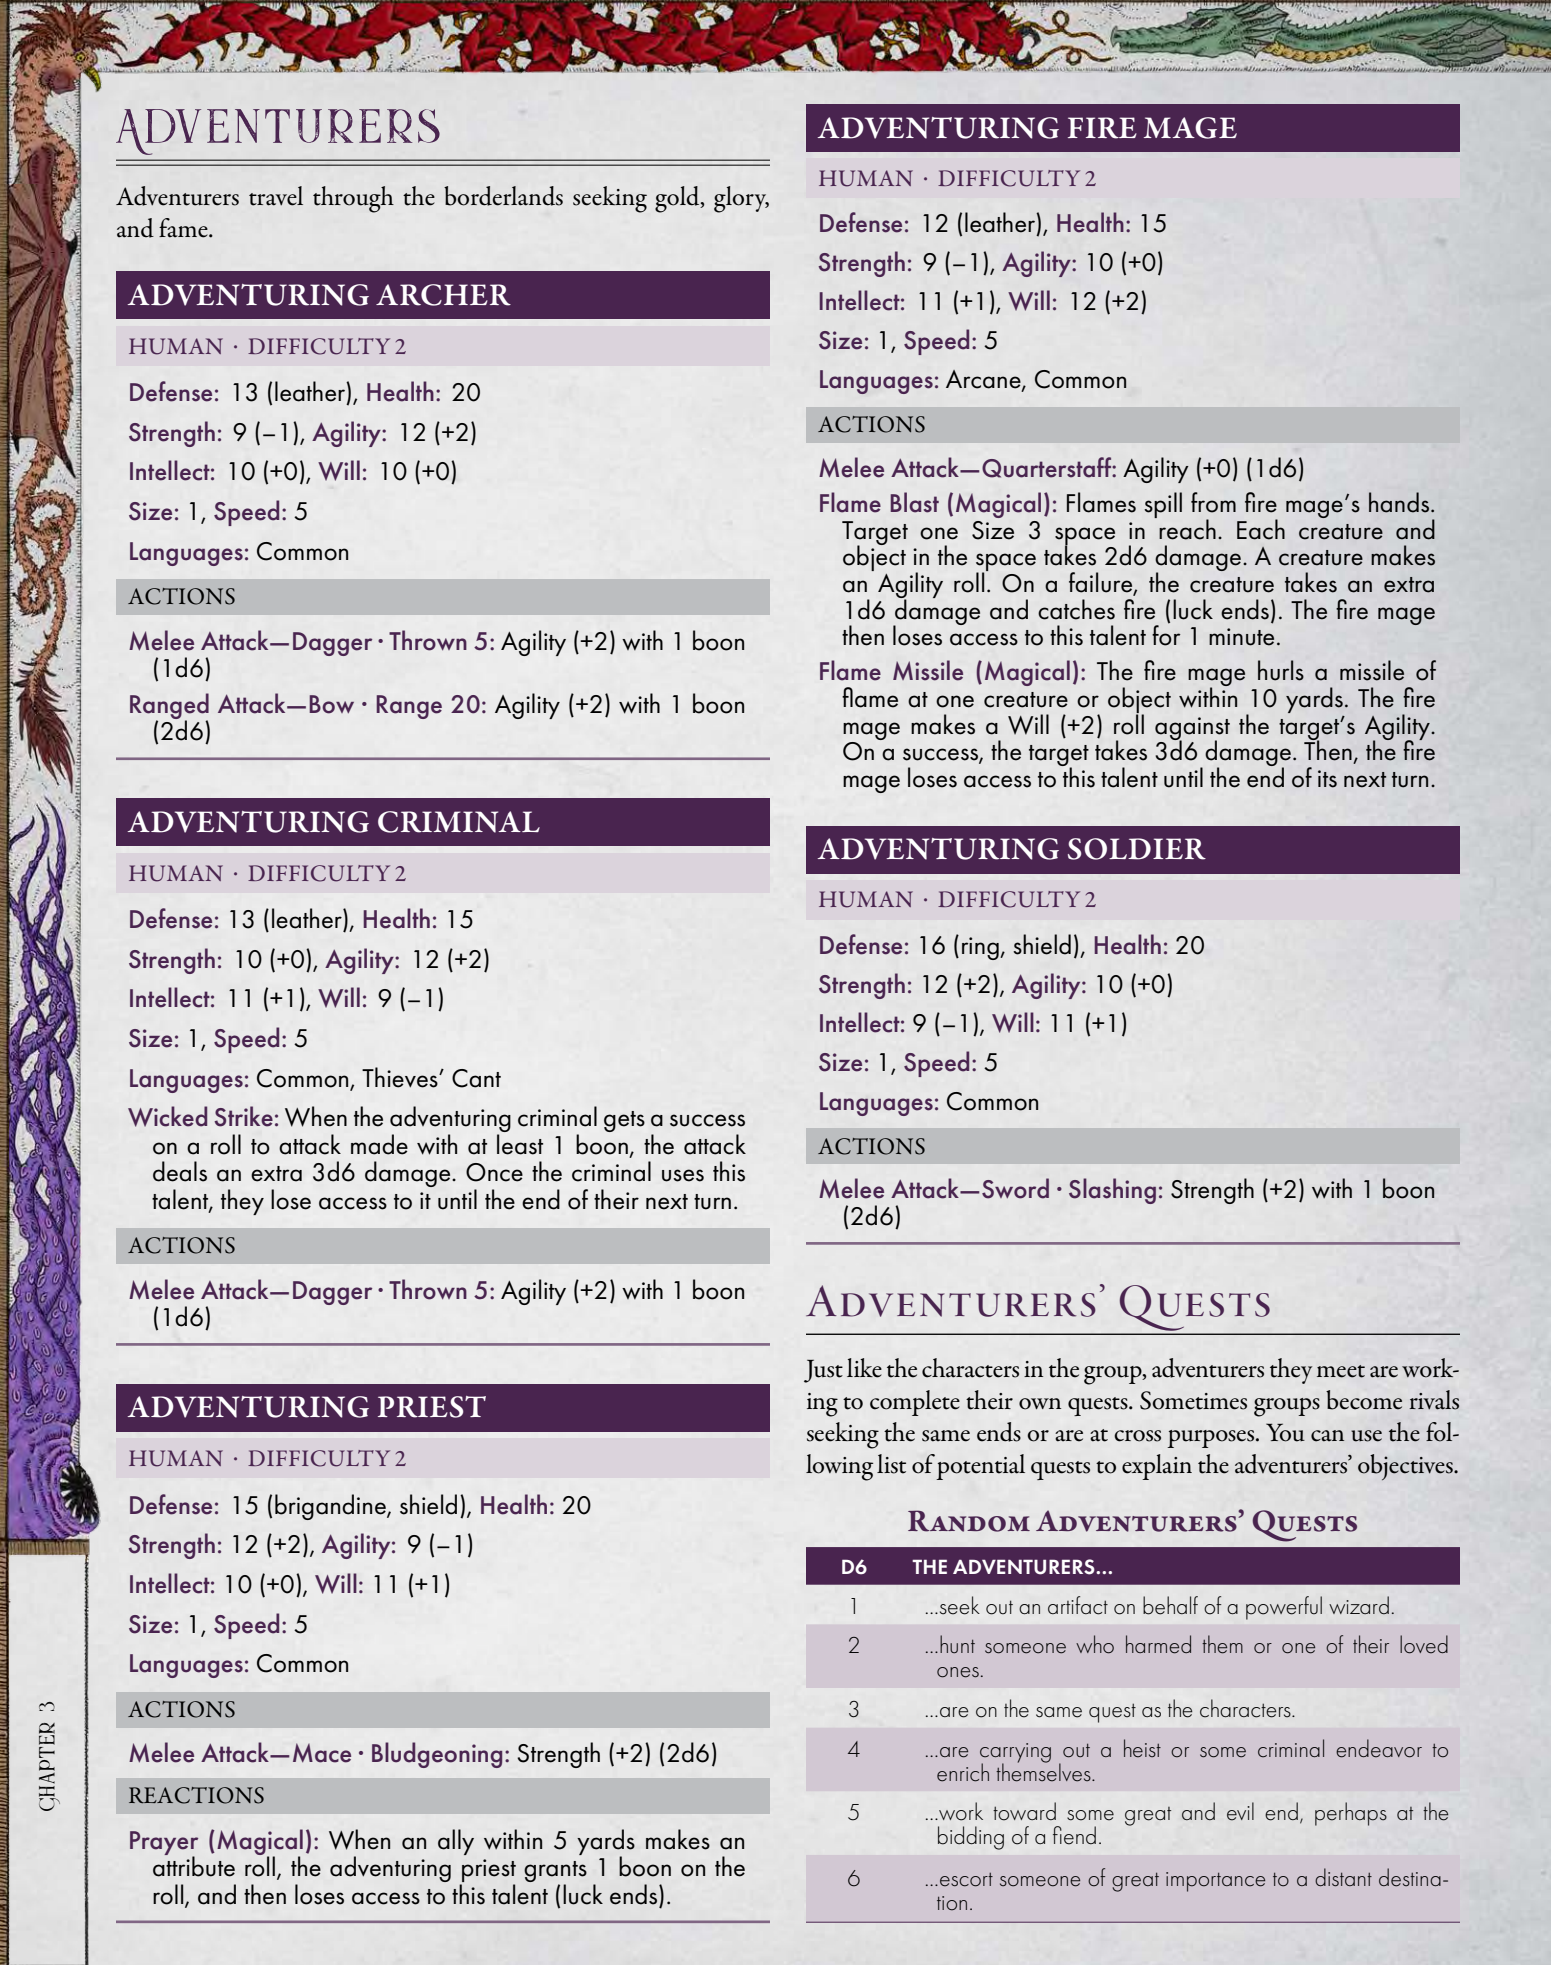 ADVENTURERS
Adventurers travel through the borderlands seeking gold, glory,
and fame.
ADVENTURING ARCHER
HUMAN · DIFFICULTY 2
Defense: 13 (leather), Health: 20
Strength: 9 (–1), Agility: 12 (+2)
Intellect: 10 (+0), Will: 10 (+0)
Size: 1, Speed: 5
Languages: Common
ACTIONS
Melee Attack—Dagger · Thrown 5: Agility (+2) with 1 boon
(1d6)
Ranged Attack—Bow · Range 20: Agility (+2) with 1 boon
(2d6)
ADVENTURING CRIMINAL
HUMAN · DIFFICULTY 2
Defense: 13 (leather), Health: 15
Strength: 10 (+0), Agility: 12 (+2)
Intellect: 11 (+1), Will: 9 (–1)
Size: 1, Speed: 5
Languages: Common, Thieves’ Cant
Wicked Strike: When the adventuring criminal gets a success
on a roll to attack made with at least 1 boon, the attack
deals an extra 3d6 damage. Once the criminal uses this
talent, they lose access to it until the end of their next turn.
ACTIONS
Melee Attack—Dagger · Thrown 5: Agility (+2) with 1 boon
(1d6)
ADVENTURING PRIEST
HUMAN · DIFFICULTY 2
Defense: 15 (brigandine, shield), Health: 20
Strength: 12 (+2), Agility: 9 (–1)
Intellect: 10 (+0), Will: 11 (+1)
Size: 1, Speed: 5
Languages: Common
ACTIONS
Melee Attack—Mace · Bludgeoning: Strength (+2) (2d6)
REACTIONS
Prayer (Magical): When an ally within 5 yards makes an
attribute roll, the adventuring priest grants 1 boon on the
roll, and then loses access to this talent (luck ends).
ADVENTURING FIRE MAGE
HUMAN · DIFFICULTY 2
Defense: 12 (leather), Health: 15
Strength: 9 (–1), Agility: 10 (+0)
Intellect: 11 (+1), Will: 12 (+2)
Size: 1, Speed: 5
Languages: Arcane, Common
ACTIONS
Melee Attack—Quarterstaff: Agility (+0) (1d6)
Flame Blast (Magical): Flames spill from fire mage’s hands.
Target one Size 3 space in reach. Each creature and
object in the space takes 2d6 damage. A creature makes
an Agility roll. On a failure, the creature takes an extra
1d6 damage and catches fire (luck ends). The fire mage
then loses access to this talent for 1 minute.
Flame Missile (Magical): The fire mage hurls a missile of
flame at one creature or object within 10 yards. The fire
mage makes a Will (+2) roll against the target’s Agility.
On a success, the target takes 3d6 damage. Then, the fire
mage loses access to this talent until the end of its next turn.
ADVENTURING SOLDIER
HUMAN · DIFFICULTY 2
Defense: 16 (ring, shield), Health: 20
Strength: 12 (+2), Agility: 10 (+0)
Intellect: 9 (–1), Will: 11 (+1)
Size: 1, Speed: 5
Languages: Common
ACTIONS
Melee Attack—Sword · Slashing: Strength (+2) with 1 boon
(2d6)
ADVENTURERS’ QUESTS
Just like the characters in the group, adventurers they meet are work-
ing to complete their own quests. Sometimes groups become rivals
seeking the same ends or are at cross purposes. You can use the fol-
lowing list of potential quests to explain the adventurers’ objectives.
RANDOM ADVENTURERS’ QUESTS
D6 THE ADVENTURERS...
1 ...seek out an artifact on behalf of a powerful wizard.
2 ...hunt someone who harmed them or one of their loved
ones.
3 ...are on the same quest as the characters.
4 ...are carrying out a heist or some criminal endeavor to
enrich themselves.
5 ...work toward some great and evil end, perhaps at the
bidding of a fiend.
6 ...escort someone of great importance to a distant destina-
tion.
CHAPTER 3